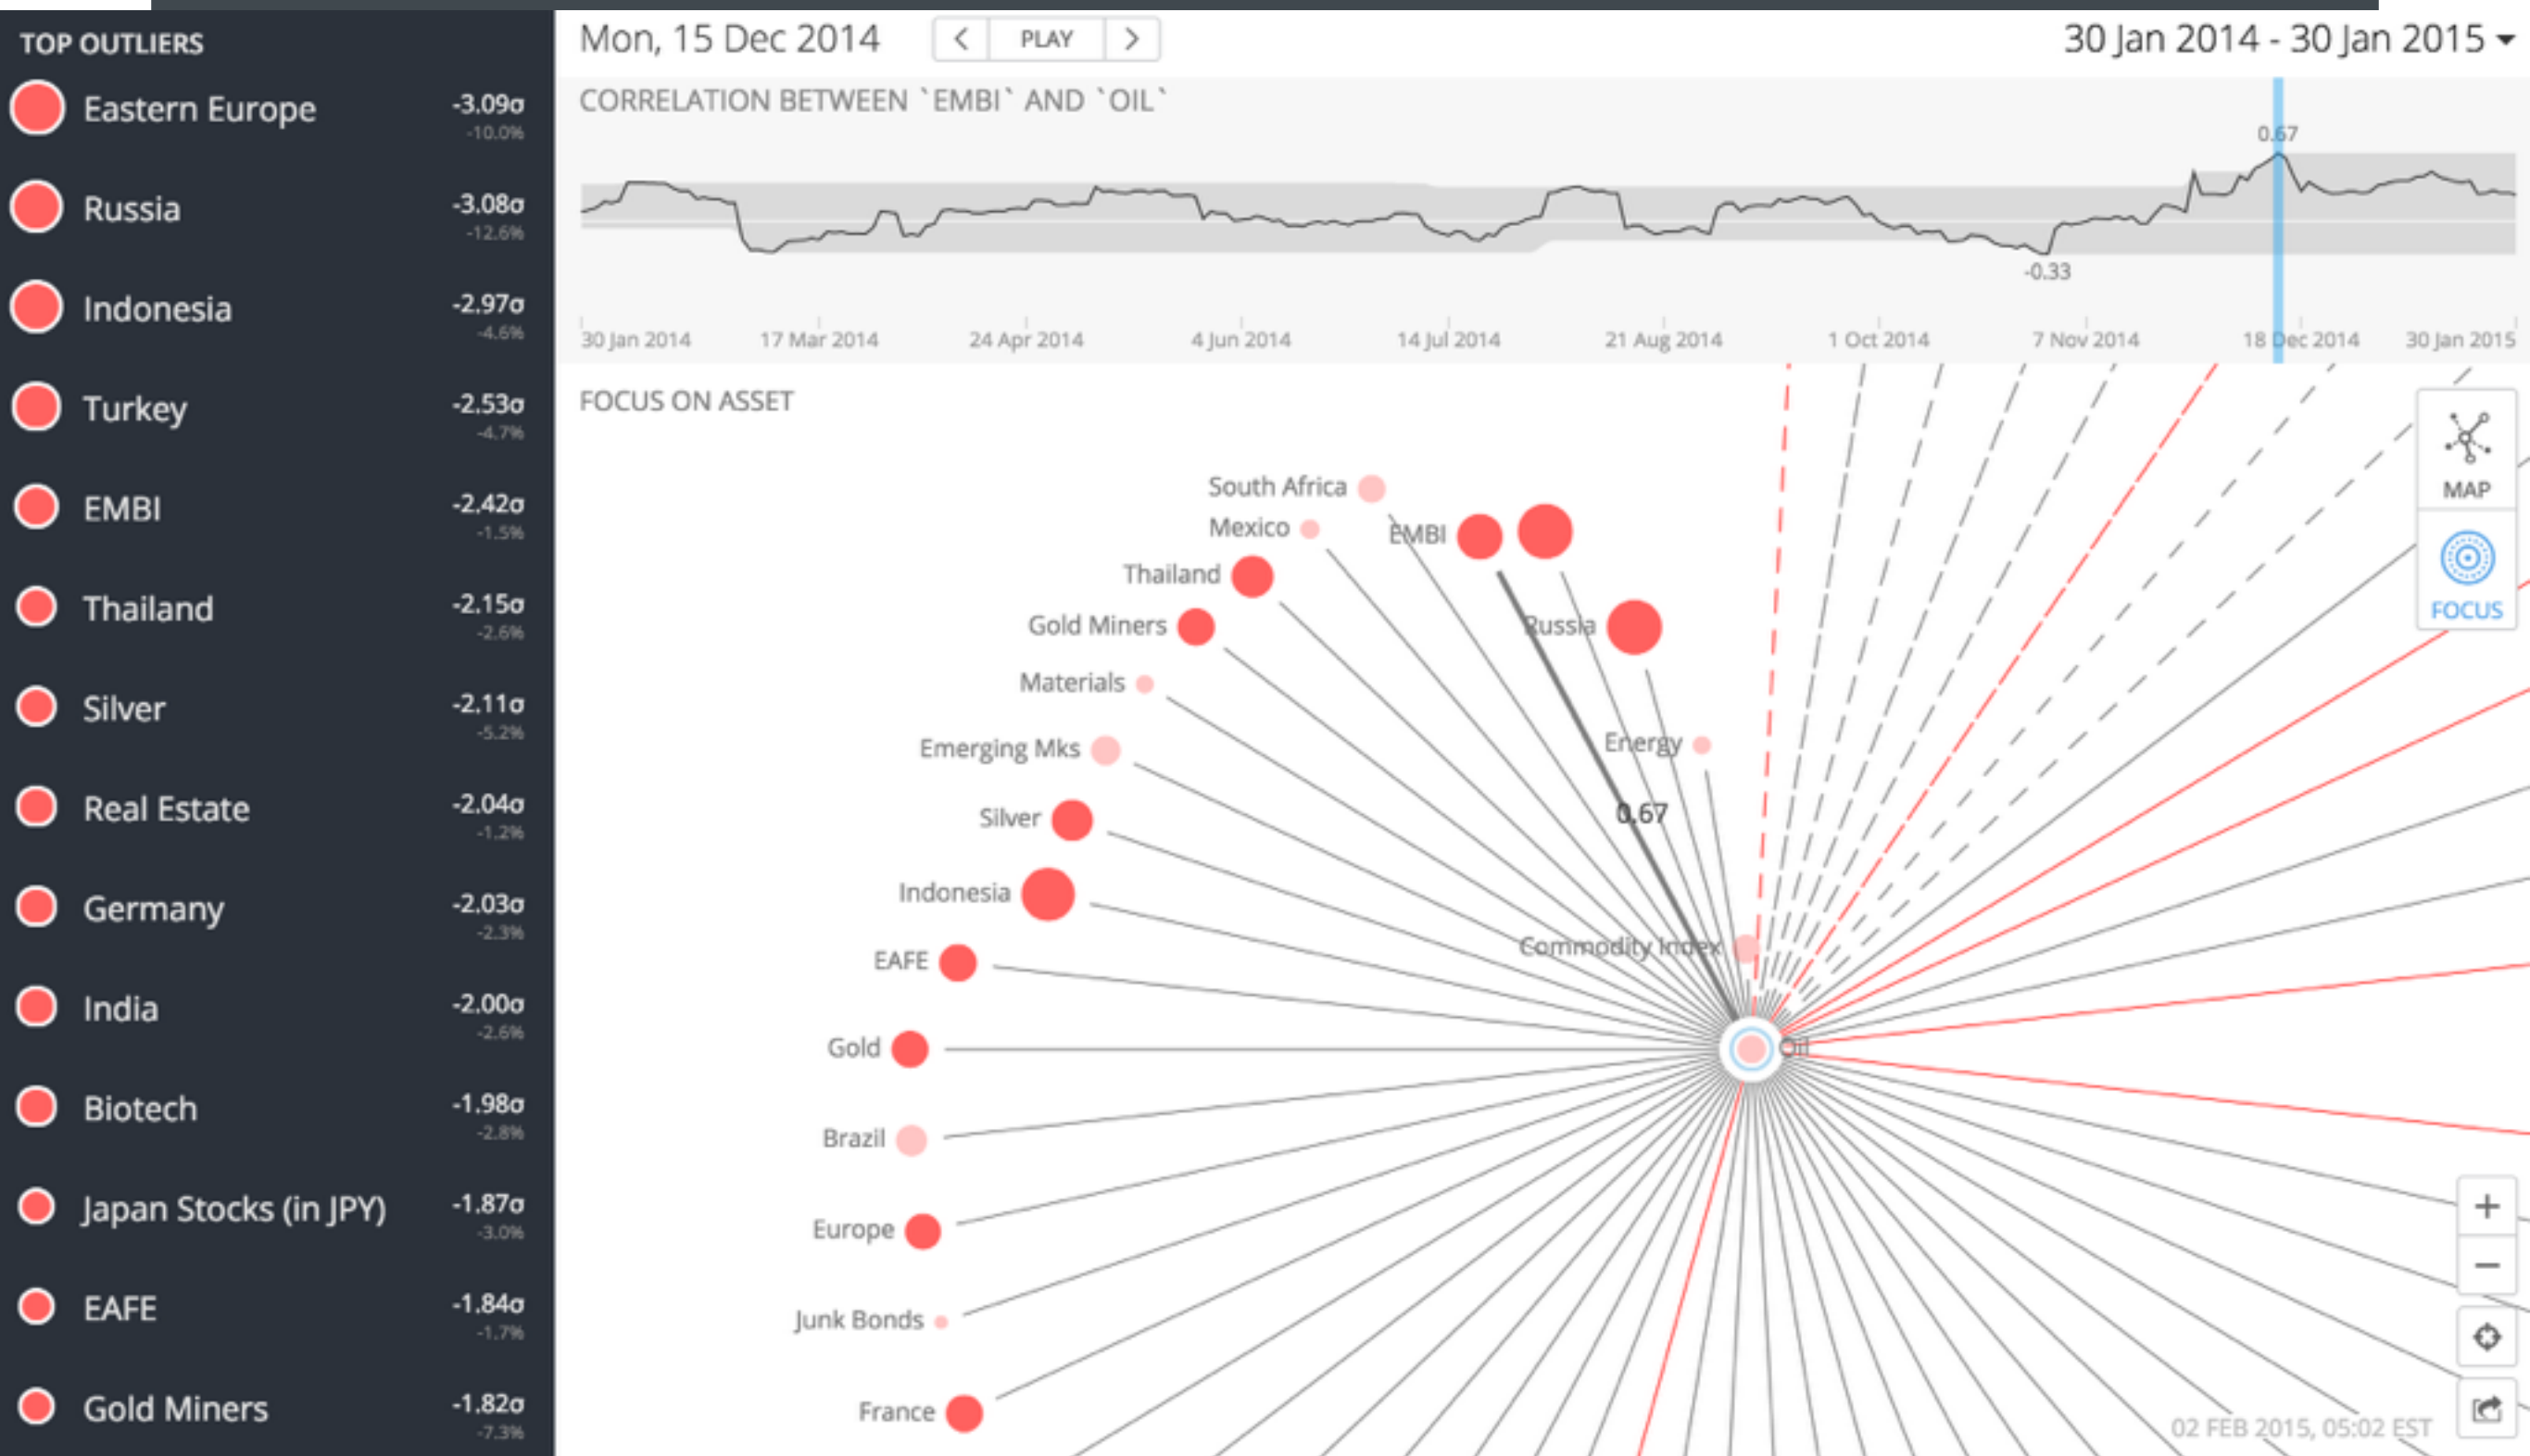 TOP OUTLIERS
Eastern Europe -3.09σ
-10.0%
Russia -3.08σ
-12.6%
Indonesia -2.97σ
-4.6%
Turkey -2.53σ
-4.7%
EMBI -2.42σ
-1.5%
Thailand -2.15σ
-2.6%
Silver -2.11σ
-5.2%
Real Estate -2.04σ
-1.2%
Germany -2.03σ
-2.3%
India -2.00σ
-2.6%
Biotech -1.98σ
-2.8%
Japan Stocks (in JPY) -1.87σ
-3.0%
EAFE -1.84σ
-1.7%
Gold Miners -1.82σ
-7.3%
Mon, 15 Dec 2014 PLAY 30 Jan 2014 - 30 Jan 2015
CORRELATION BETWEEN `EMBI` AND `OIL`
0.67
-0.33
30 Jan 2014 17 Mar 2014 24 Apr 2014 4 Jun 2014 14 Jul 2014 21 Aug 2014 1 Oct 2014 7 Nov 2014 18 Dec 2014 30 Jan 2015
FOCUS ON ASSET
MAP
FOCUS
South Africa
Mexico
EMBI
Thailand
Gold Miners
Russia
Materials
Emerging Mks
Energy
Silver
0.67
Indonesia
Commodity Index
EAFE
Gold
Oil
Brazil
Europe
Junk Bonds
France
02 FEB 2015, 05:02 EST